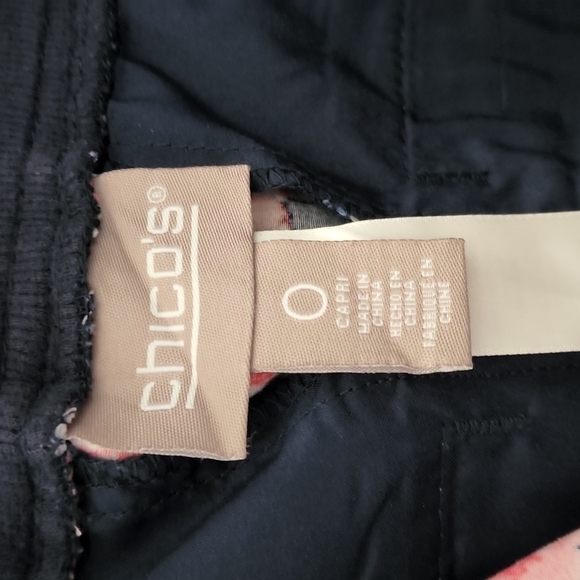 chico's®
0
CAPRI
MADE IN
CHINA
HECHO EN
CHINA
FABRIQUÉ EN
CHINE